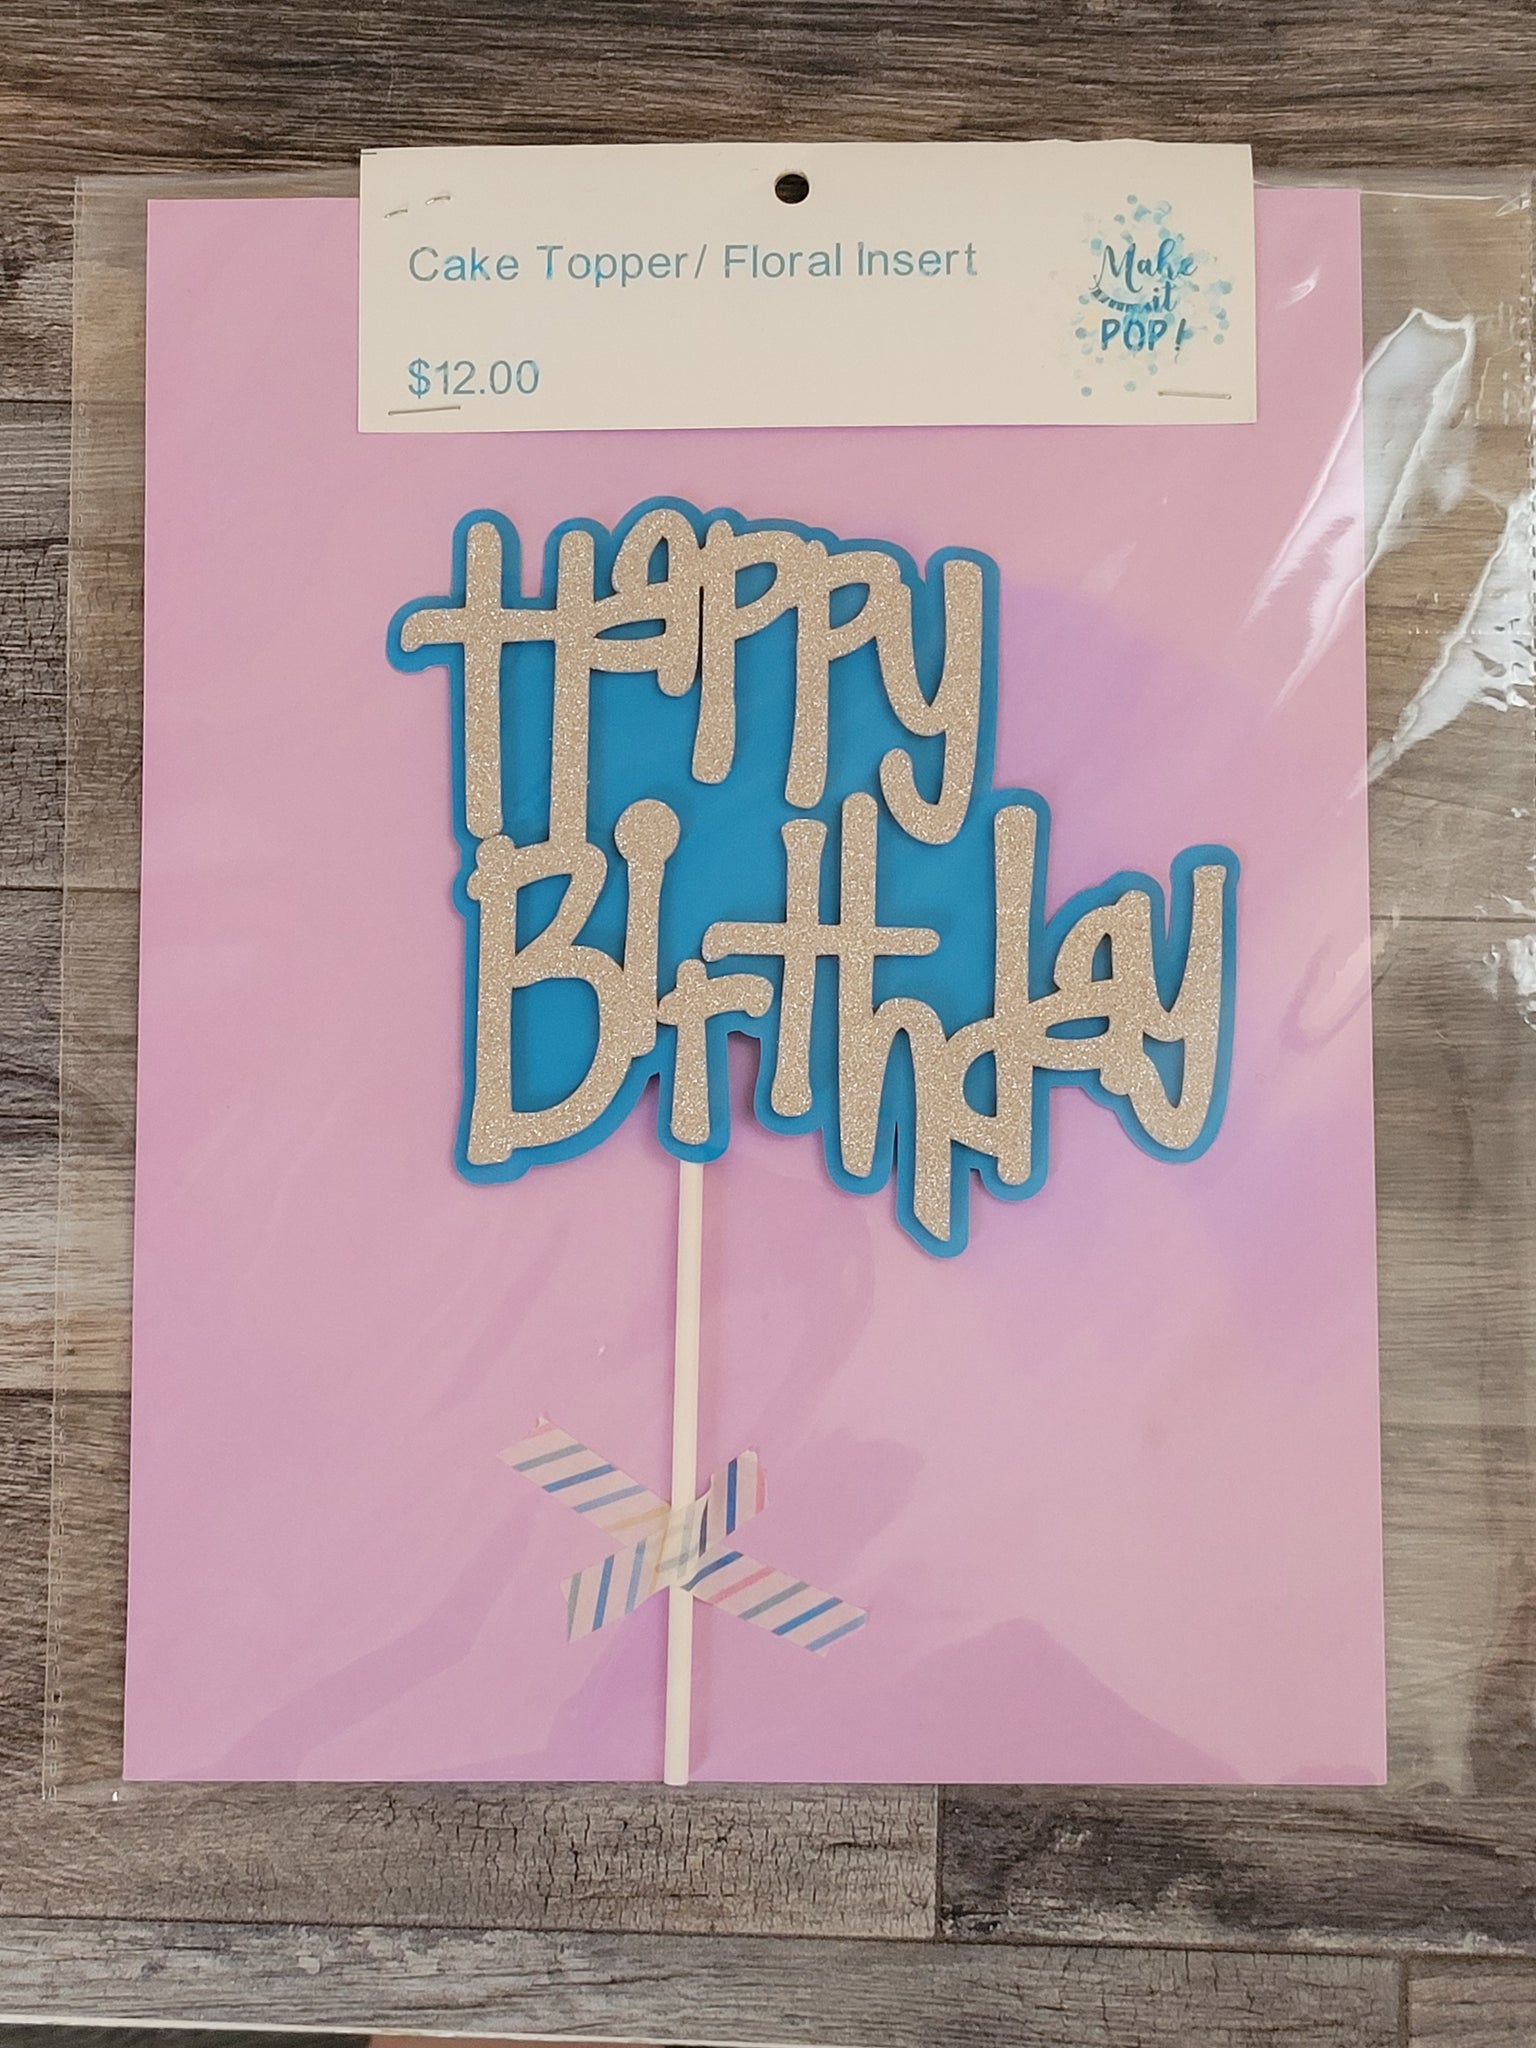 Cake Topper/ Floral Insert
$12.00
Make
it
POP!
Happy
Birthday